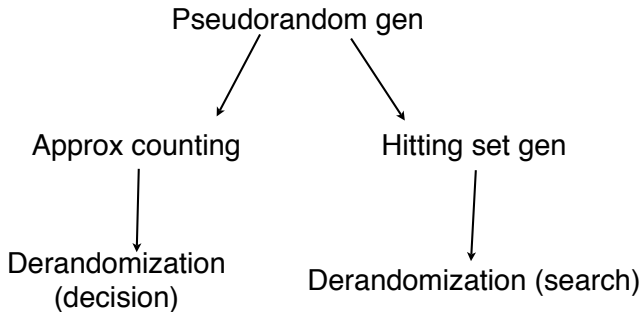 Pseudorandom gen
Approx counting
Hitting set gen
Derandomization
(decision)
Derandomization (search)